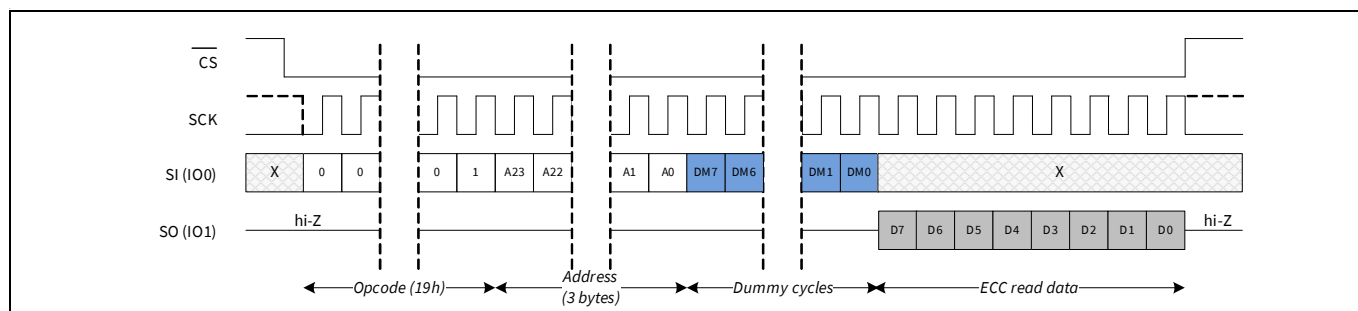 CS
SCK
SI (IO0) X 0 0 0 1 A23 A22 A1 A0 DM7 DM6 DM1 DM0 X
hi-Z hi-Z
SO (IO1) D7 D6 D5 D4 D3 D2 D1 D0
Opcode (19h) Address (3 bytes) Dummy cycles ECC read data